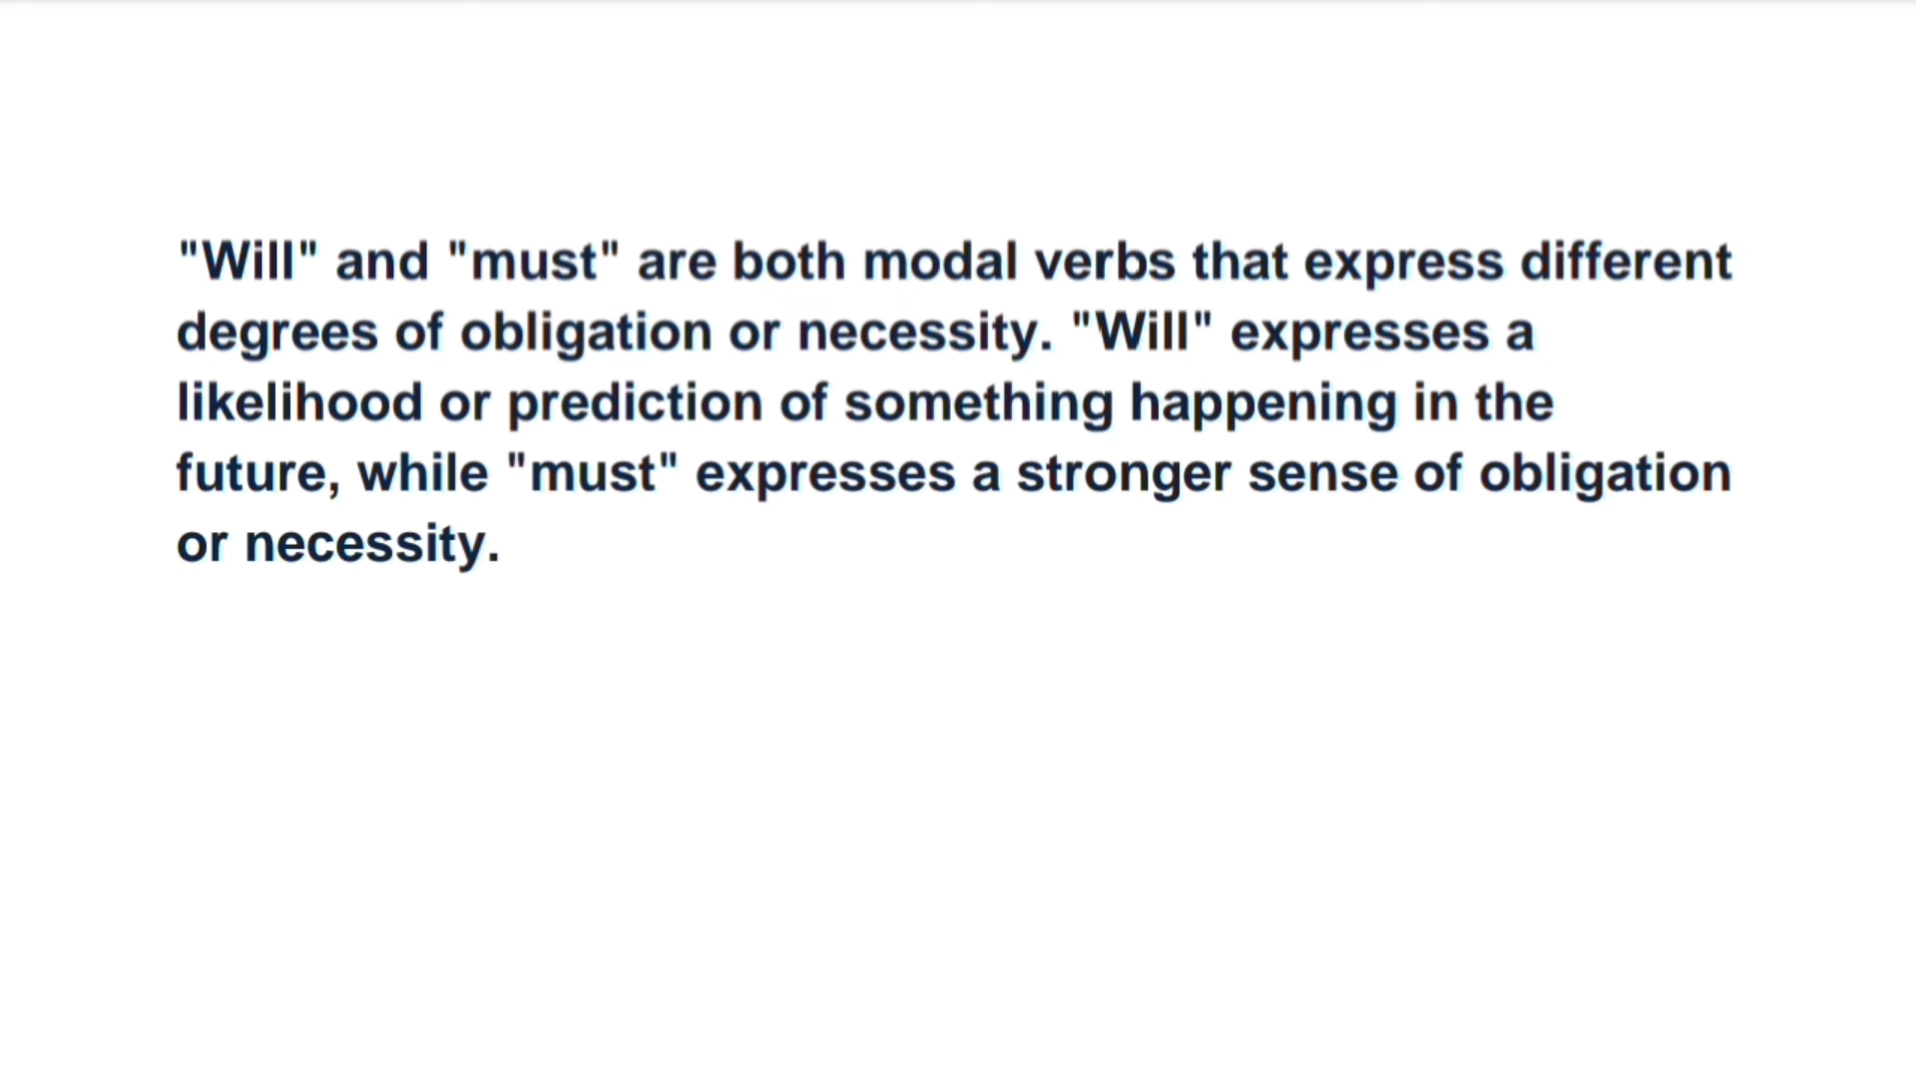 "Will" and "must" are both modal verbs that express different
degrees of obligation or necessity. "Will" expresses a
likelihood or prediction of something happening in the
future, while "must" expresses a stronger sense of obligation
or necessity.